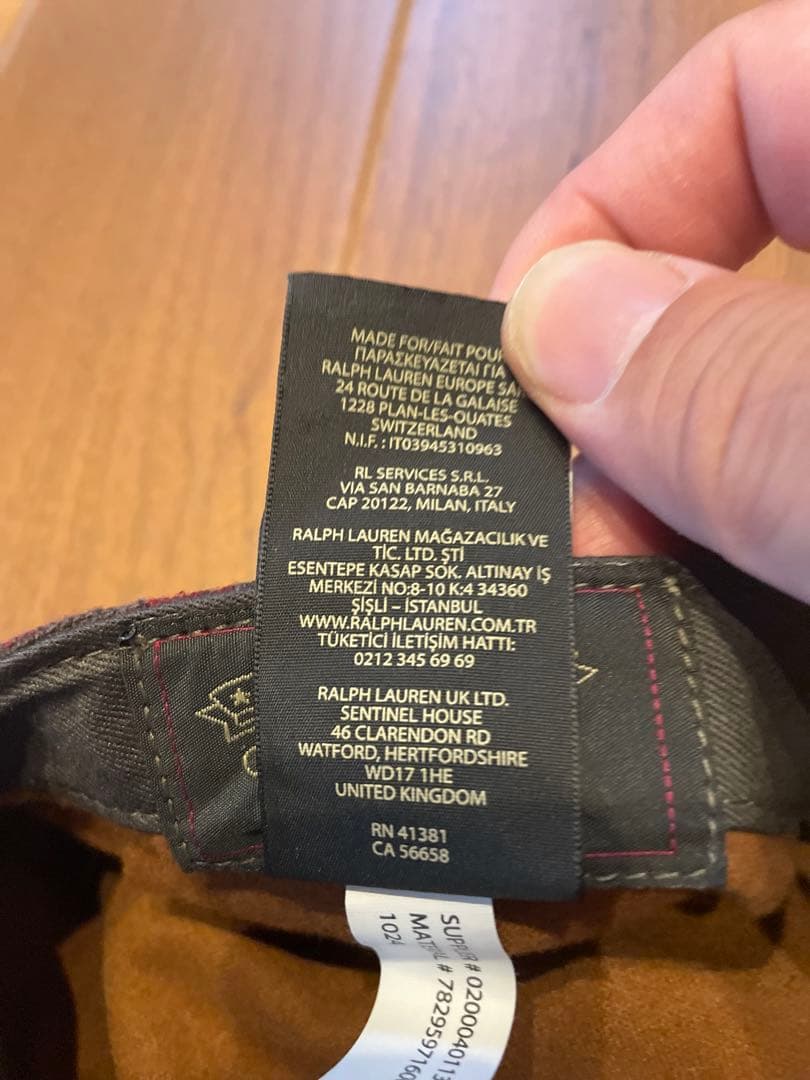 MADE FOR/FAIT POUR
ΠΑΡΑΣΚΕΥΑΖΕΤΑΙ ΓΙΑ
RALPH LAUREN EUROPE
24 ROUTE DE LA GALAISE
1228 PLAN-LES-OUATES
SWITZERLAND
N.I.F. : IT03945310963
RL SERVICES S.R.L.
VIA SAN BARNABA 27
CAP 20122, MILAN, ITALY
RALPH LAUREN MAĞAZACILIK VE
TİC. LTD. ŞTİ
ESENTEPE KASAP SOK. ALTINAY İŞ
MERKEZİ NO:8-10 K:4 34360
ŞİŞLİ – İSTANBUL
WWW.RALPHLAUREN.COM.TR
TÜKETİCİ İLETİŞİM HATTI:
0212 345 69 69
RALPH LAUREN UK LTD.
SENTINEL HOUSE
46 CLARENDON RD
WATFORD, HERTFORDSHIRE
WD17 1HE
UNITED KINGDOM
RN 41381
CA 56658
#
#